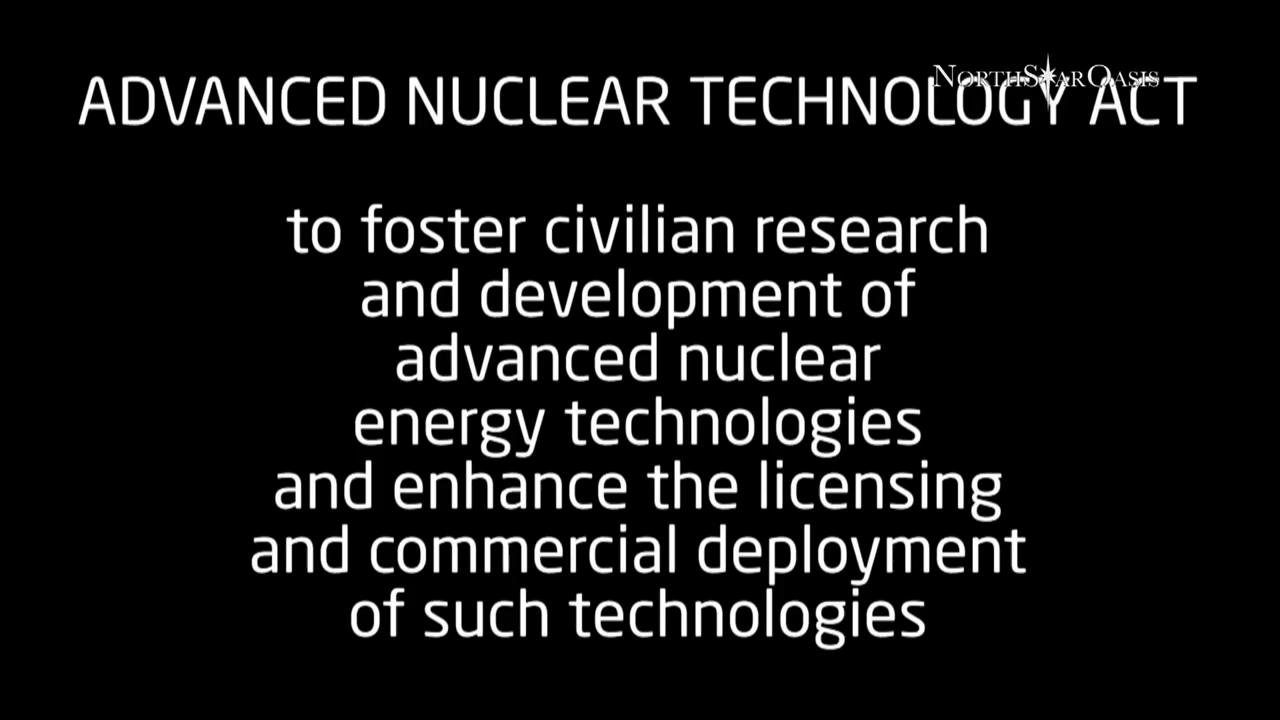 NORTHSTAR OASIS
ADVANCED NUCLEAR TECHNOLOGY ACT
to foster civilian research
and development of
advanced nuclear
energy technologies
and enhance the licensing
and commercial deployment
of such technologies